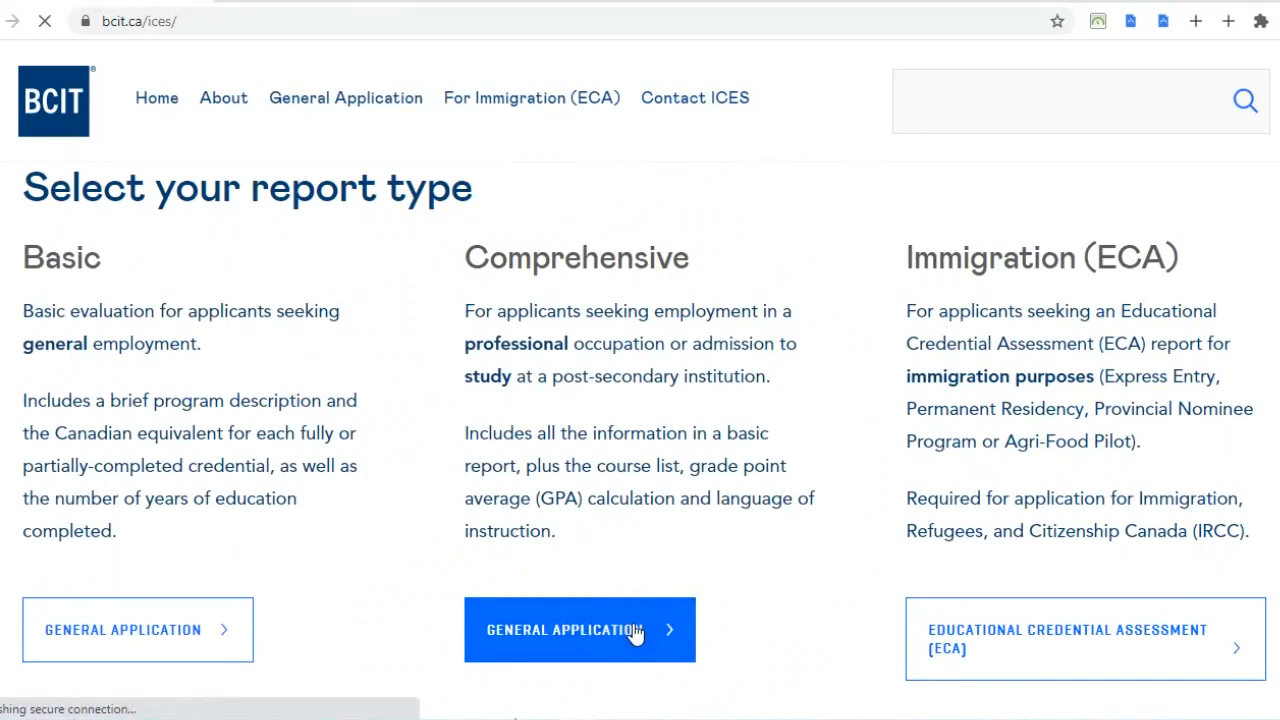 bcit.ca/ices/
BCIT®
Home About General Application For Immigration (ECA) Contact ICES
Select your report type
Basic
Basic evaluation for applicants seeking
general employment.
Includes a brief program description and
the Canadian equivalent for each fully or
partially-completed credential, as well as
the number of years of education
completed.
GENERAL APPLICATION
Comprehensive
For applicants seeking employment in a
professional occupation or admission to
study at a post-secondary institution.
Includes all the information in a basic
report, plus the course list, grade point
average (GPA) calculation and language of
instruction.
GENERAL APPLICATION
Immigration (ECA)
For applicants seeking an Educational
Credential Assessment (ECA) report for
immigration purposes (Express Entry,
Permanent Residency, Provincial Nominee
Program or Agri-Food Pilot).
Required for application for Immigration,
Refugees, and Citizenship Canada (IRCC).
EDUCATIONAL CREDENTIAL ASSESSMENT
(ECA)
shing secure connection...